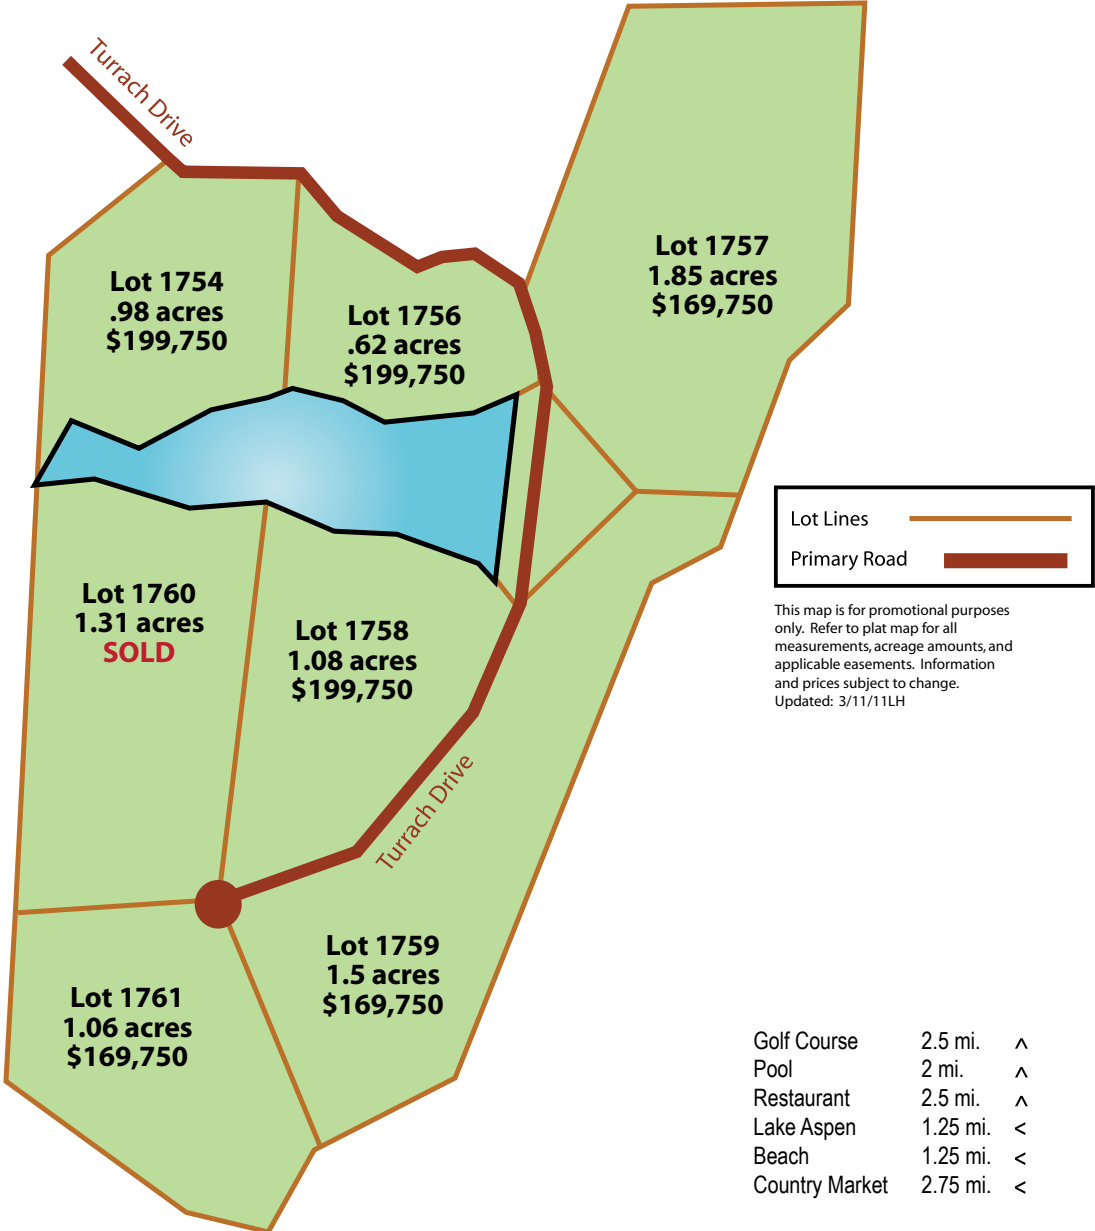 Turrach Drive
Lot 1757
1.85 acres
$169,750
Lot 1754
.98 acres
$199,750
Lot 1756
.62 acres
$199,750
Lot Lines
Primary Road
This map is for promotional purposes
only. Refer to plat map for all
measurements, acreage amounts, and
applicable easements. Information
and prices subject to change.
Updated: 3/11/11LH
Lot 1760
1.31 acres
SOLD
Lot 1758
1.08 acres
$199,750
Turrach Drive
Lot 1759
1.5 acres
$169,750
Lot 1761
1.06 acres
$169,750
Golf Course 2.5 mi. ^
Pool 2 mi. ^
Restaurant 2.5 mi. ^
Lake Aspen 1.25 mi. <
Beach 1.25 mi. <
Country Market 2.75 mi. <